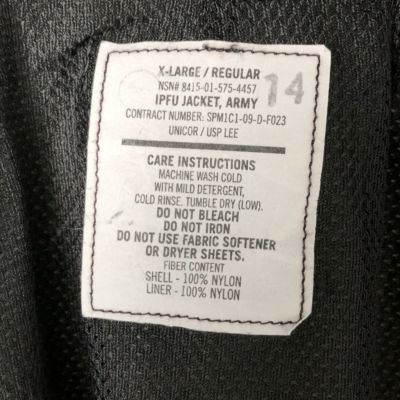 X-LARGE / REGULAR
NSN# 8415-01-575-4457
14
IPFU JACKET, ARMY
CONTRACT NUMBER: SPM1C1-09-D-F023
UNICOR / USP LEE
CARE INSTRUCTIONS
MACHINE WASH COLD
WITH MILD DETERGENT,
COLD RINSE. TUMBLE DRY (LOW).
DO NOT BLEACH
DO NOT IRON
DO NOT USE FABRIC SOFTENER
OR DRYER SHEETS.
FIBER CONTENT
SHELL - 100% NYLON
LINER - 100% NYLON